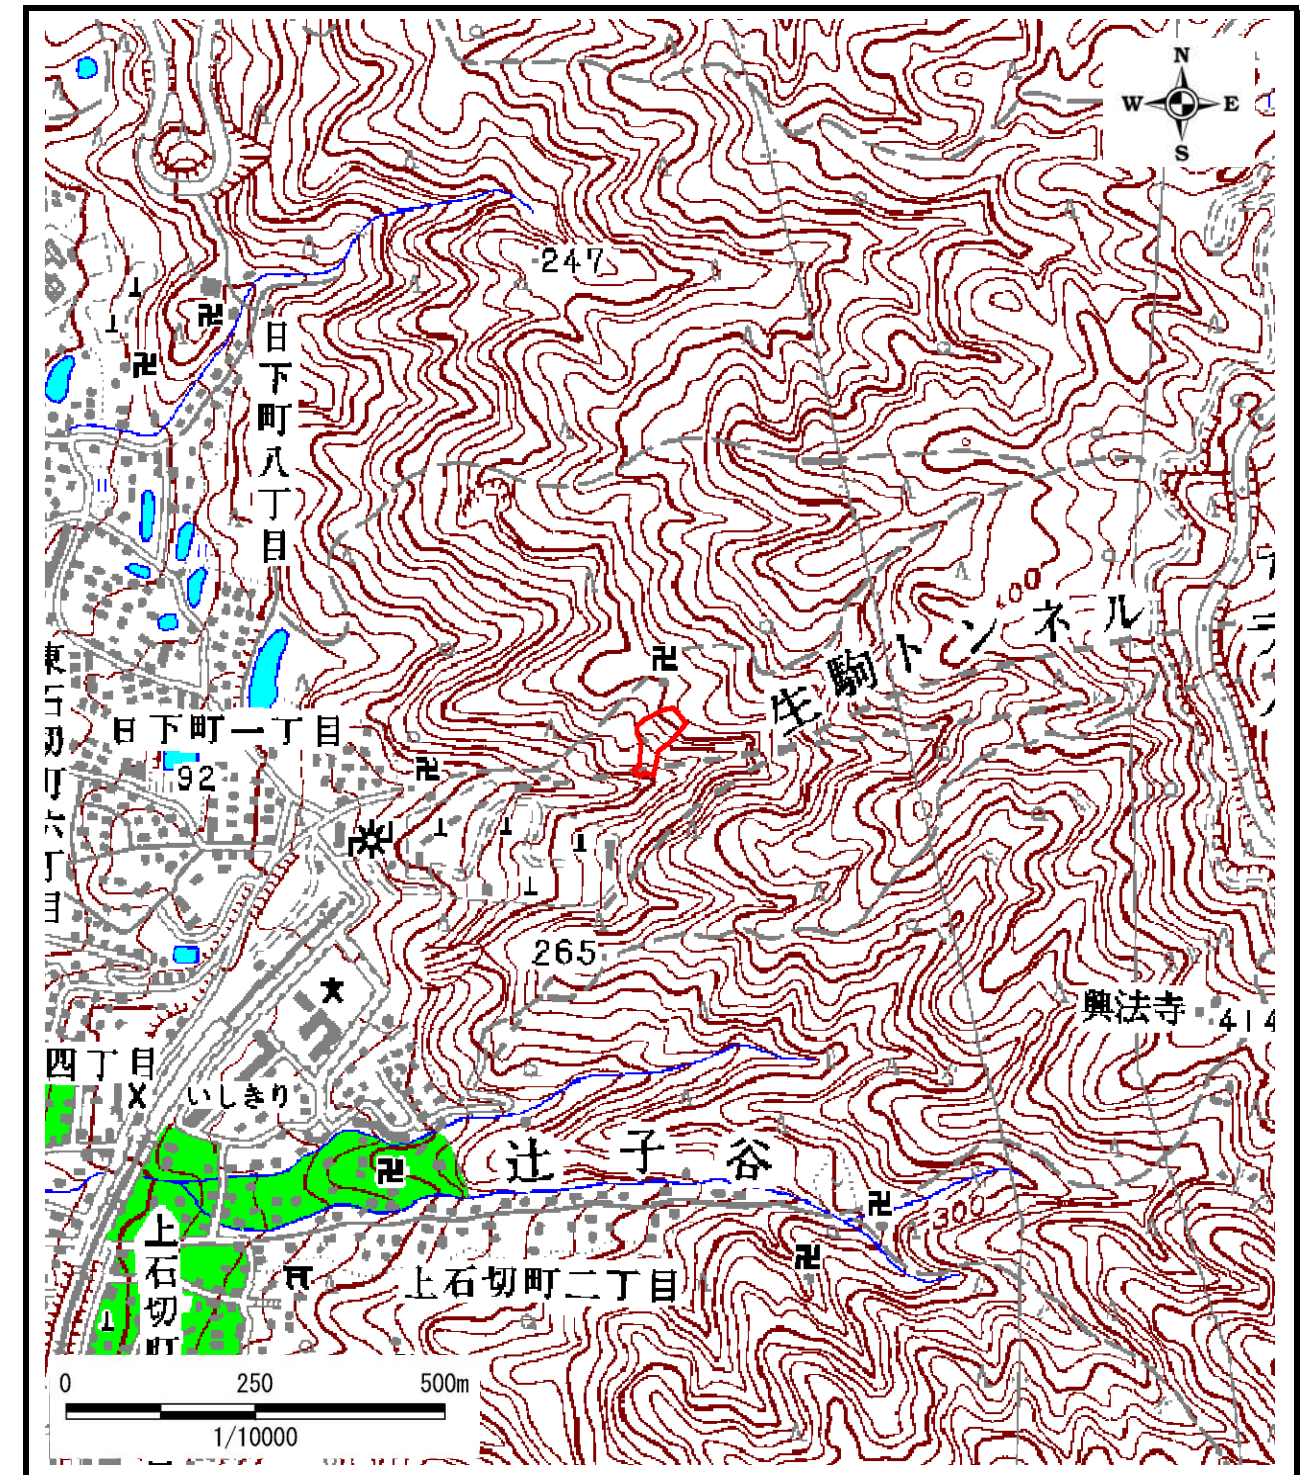 N
W E
S
247
日下町八丁目
400
生駒トンネル
東石切町六丁目
日下町一丁目
92
265
興法寺
414
四丁目
いしきり
辻子谷
300
上石切町
上石切町二丁目
0 250 500m
1/10000